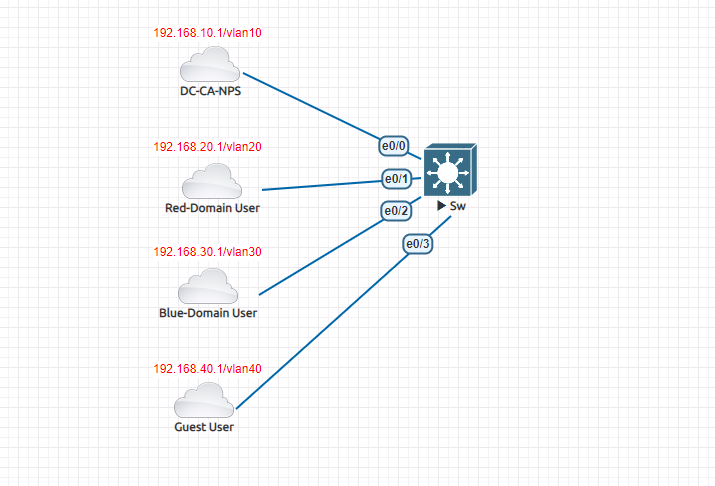 192.168.10.1/vlan10
DC-CA-NPS
e0/0
192.168.20.1/vlan20
e0/1
Red-Domain User
Sw
e0/2
e0/3
192.168.30.1/vlan30
Blue-Domain User
192.168.40.1/vlan40
Guest User